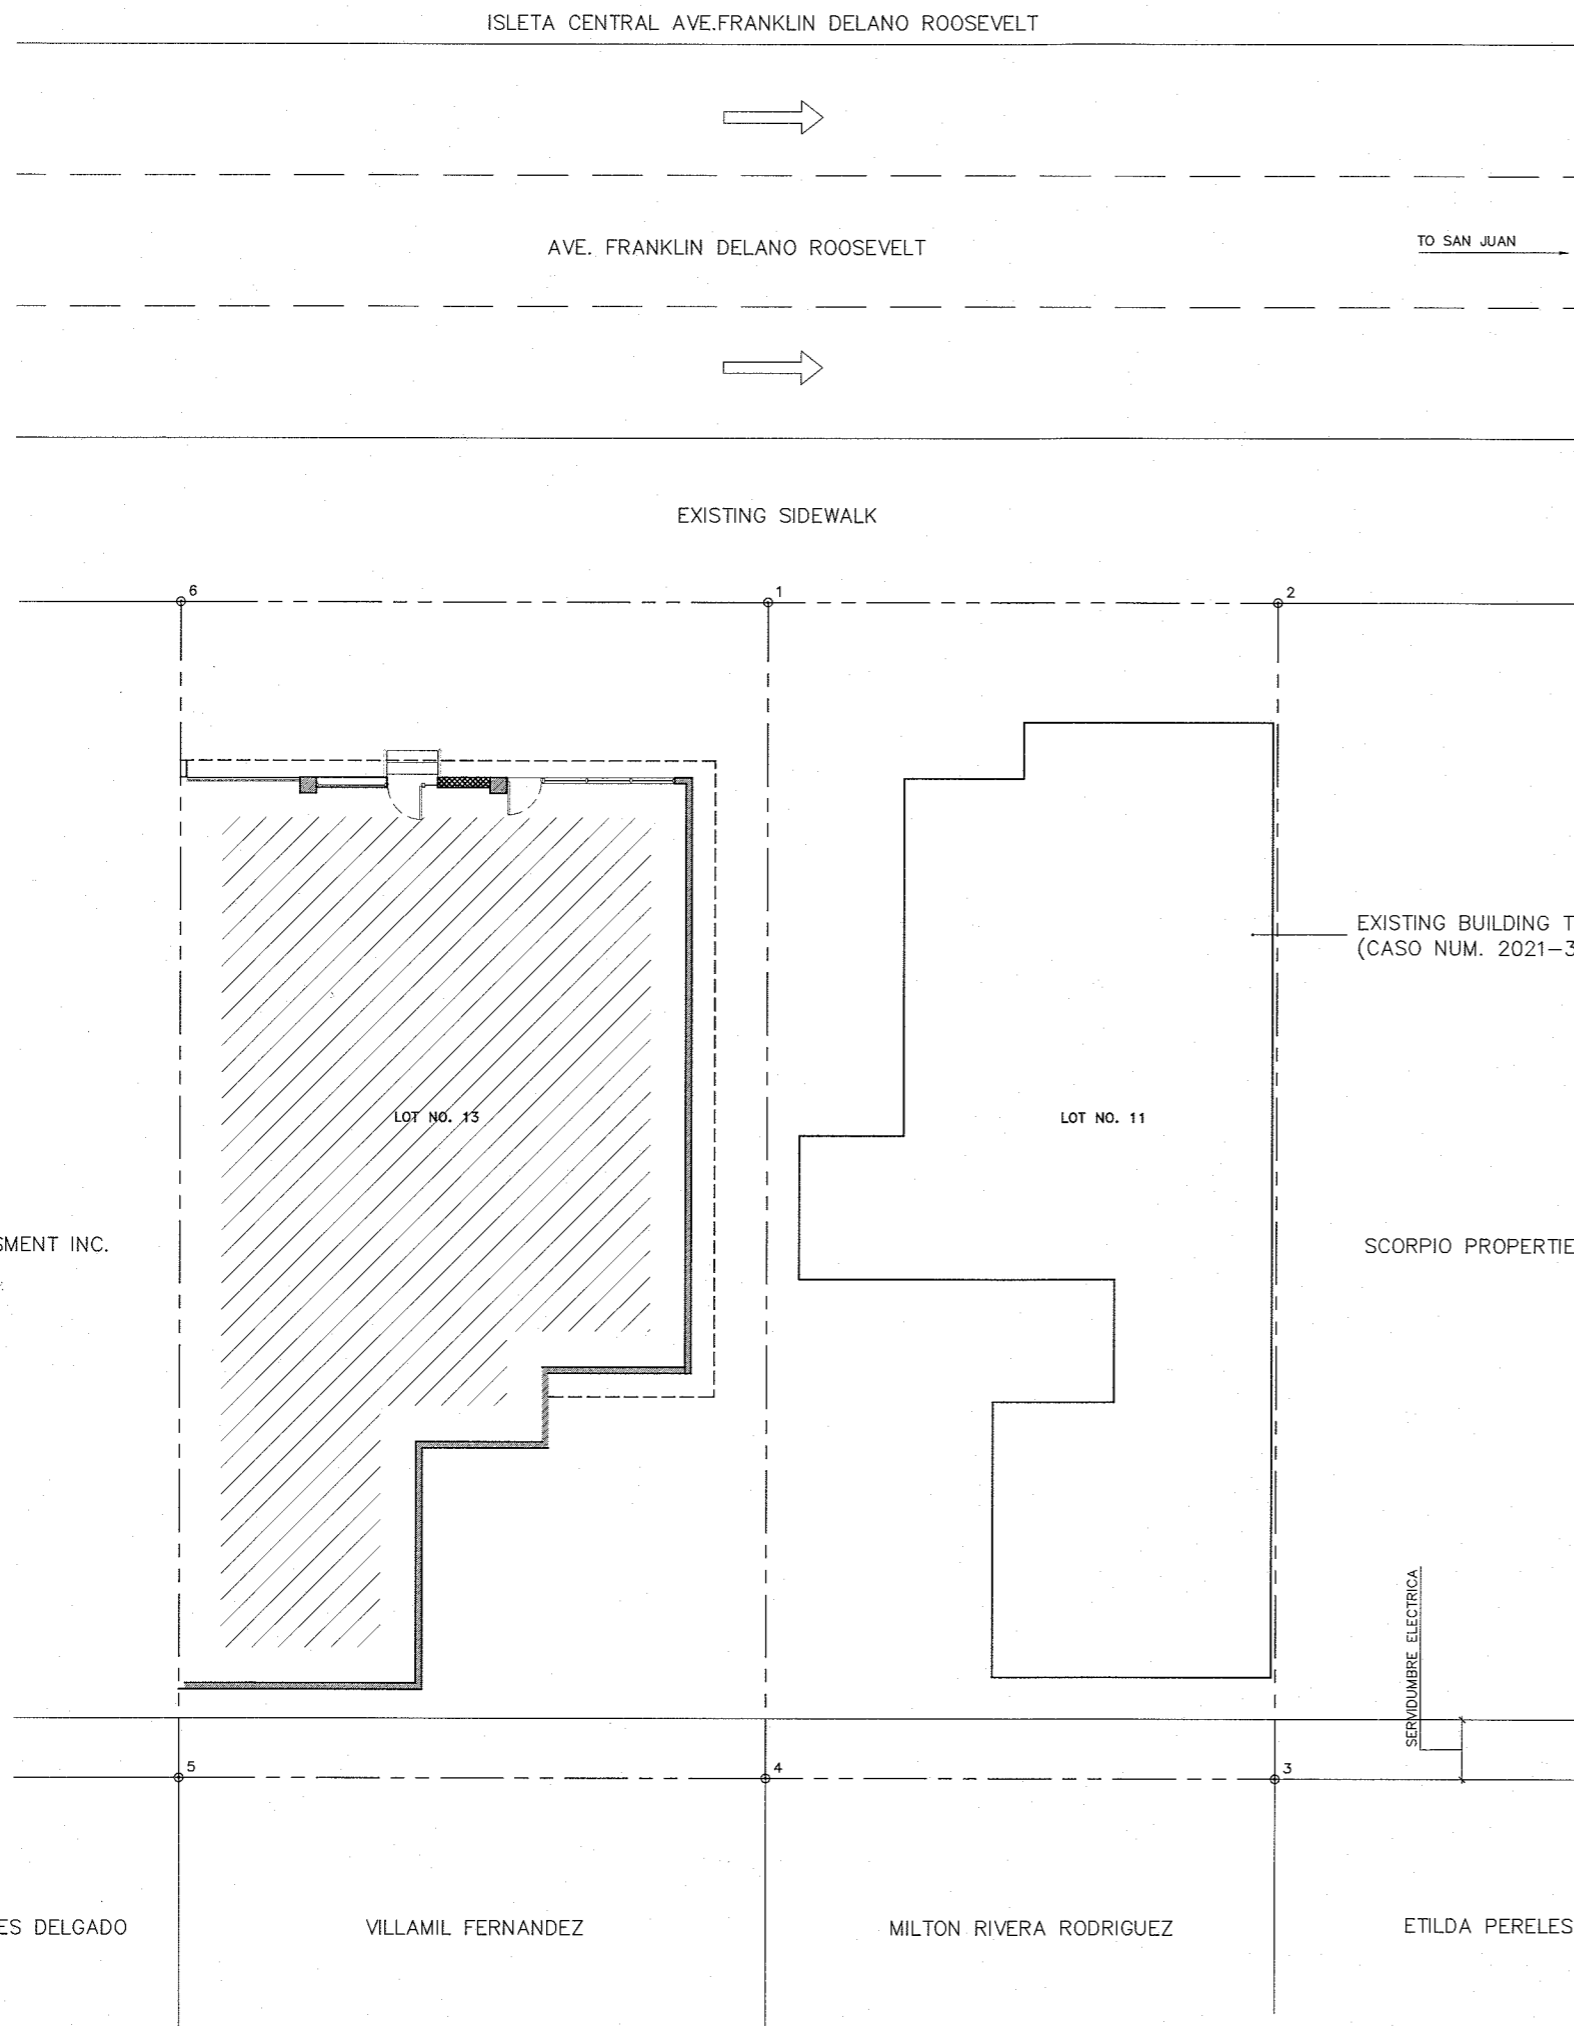 ISLETA CENTRAL AVE.FRANKLIN DELANO ROOSEVELT
AVE. FRANKLIN DELANO ROOSEVELT
TO SAN JUAN
EXISTING SIDEWALK
6
1
2
EXISTING BUILDING T
(CASO NUM. 2021-3
LOT NO. 13
LOT NO. 11
SMENT INC.
SCORPIO PROPERTIE
SERVIDUMBRE ELECTRICA
5
4
3
ES DELGADO
VILLAMIL FERNANDEZ
MILTON RIVERA RODRIGUEZ
ETILDA PERELES